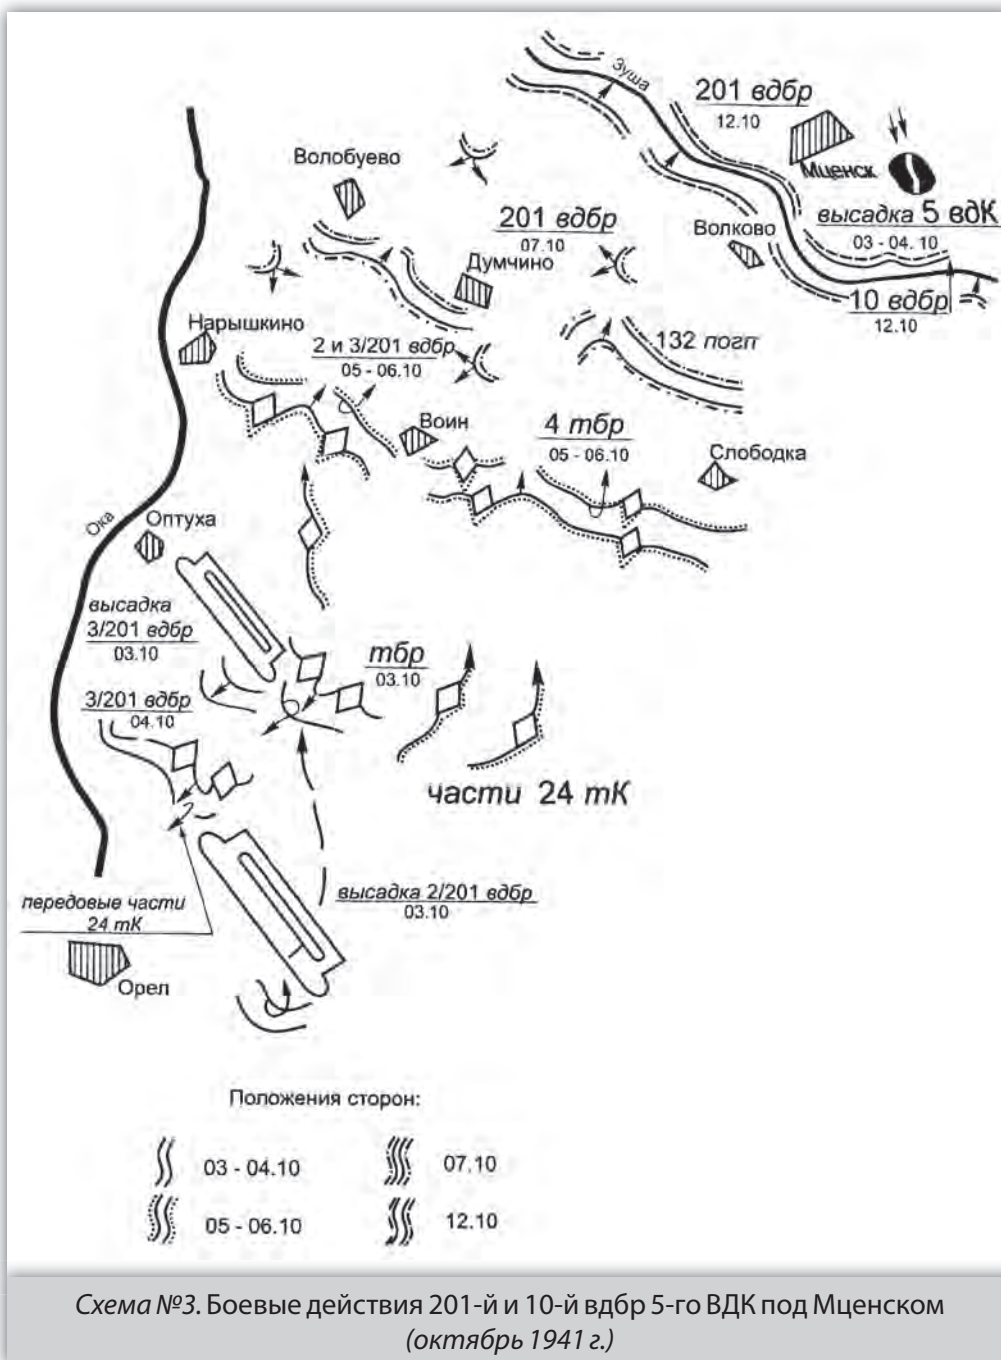 Зуша
201 вдбр
12.10
Мценск
Волобуево
высадка 5 вдК
03 - 04. 10
201 вдбр
07.10
Волково
Думчино
10 вдбр
12.10
Нарышкино
2 и 3/201 вдбр
05 - 06.10
132 погп
Воин
4 тбр
05 - 06.10
Слободка
Ока
Оптуха
высадка
3/201 вдбр
03.10
тбр
03.10
3/201 вдбр
04.10
части 24 тК
высадка 2/201 вдбр
03.10
передовые части
24 тК
Орел
Положения сторон:
03 - 04.10
07.10
05 - 06.10
12.10
Схема №3. Боевые действия 201-й и 10-й вдбр 5-го ВДК под Мценском
(октябрь 1941 г.)